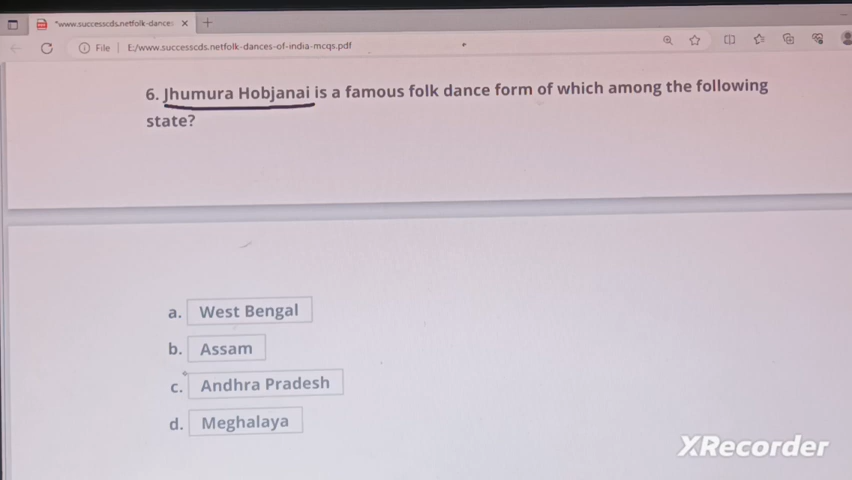 *www.successcds.netfolk-dances
File
E:/www.successcds.netfolk-dances-of-india-mcqs.pdf
6. Jhumura Hobjanai is a famous folk dance form of which among the following
state?
a. West Bengal
b. Assam
c. Andhra Pradesh
d. Meghalaya
XRecorder